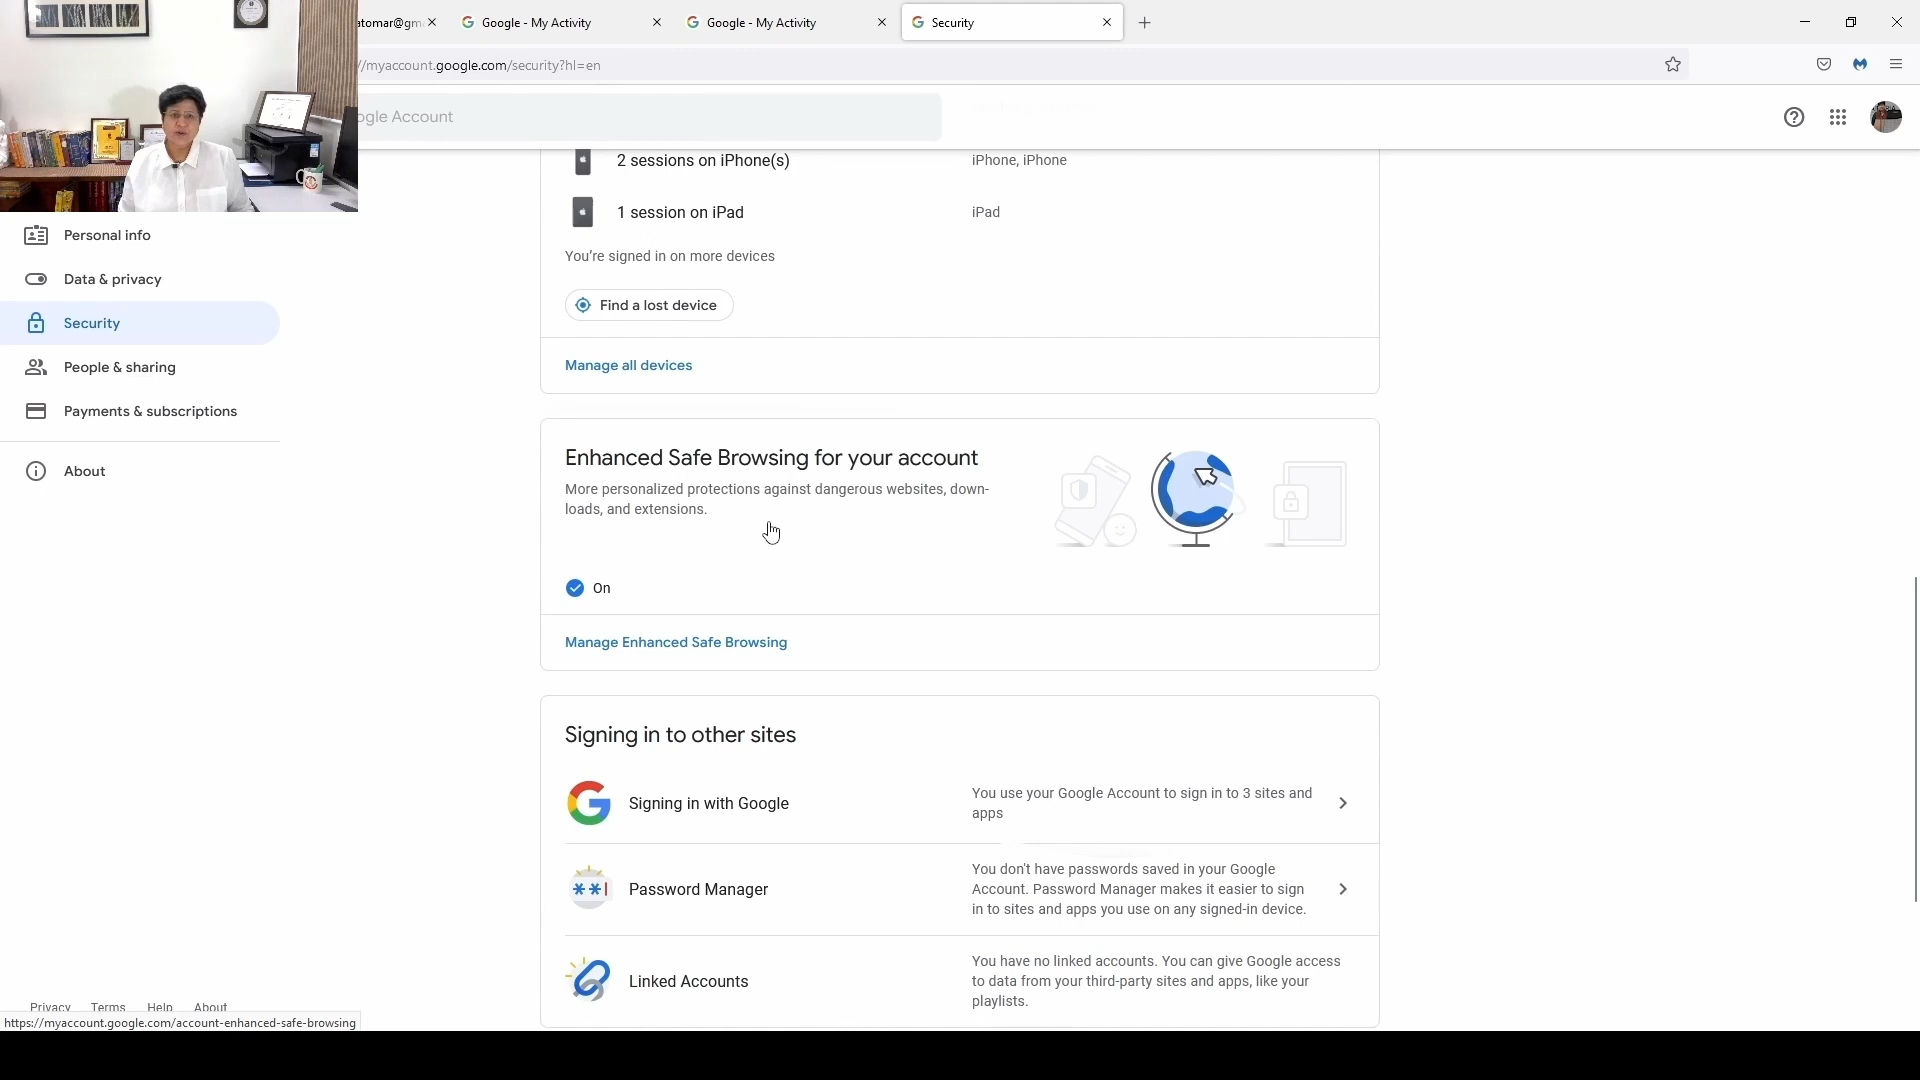 atomar@gm
Google - My Activity
Google - My Activity
Security
//myaccount.google.com/security?hl=en
ogle Account
2 sessions on iPhone(s)
iPhone, iPhone
1 session on iPad
iPad
You're signed in on more devices
Find a lost device
Manage all devices
Personal info
Data & privacy
Security
People & sharing
Payments & subscriptions
About
Enhanced Safe Browsing for your account
More personalized protections against dangerous websites, down-
loads, and extensions.
On
Manage Enhanced Safe Browsing
Signing in to other sites
Signing in with Google
You use your Google Account to sign in to 3 sites and
apps
Password Manager
You don't have passwords saved in your Google
Account. Password Manager makes it easier to sign
in to sites and apps you use on any signed-in device.
Linked Accounts
You have no linked accounts. You can give Google access
to data from your third-party sites and apps, like your
playlists.
Privacy Terms Help About
https://myaccount.google.com/account-enhanced-safe-browsing